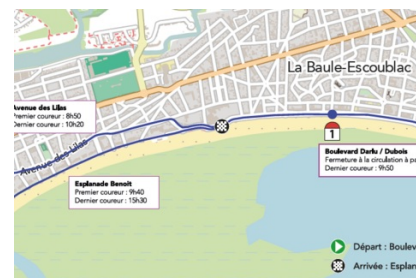 La Baule-Escoublac
Avenue des Lilas
Premier coureur : 8h50
Dernier coureur : 10h20
1
Boulevard Darlu / Dubois
Fermeture à la circulation à
Dernier coureur : 9h50
Avenue des Lilas
Esplanade Benoit
Premier coureur : 9h40
Dernier coureur : 15h30
Départ : Boulev
Arrivée : Esplan